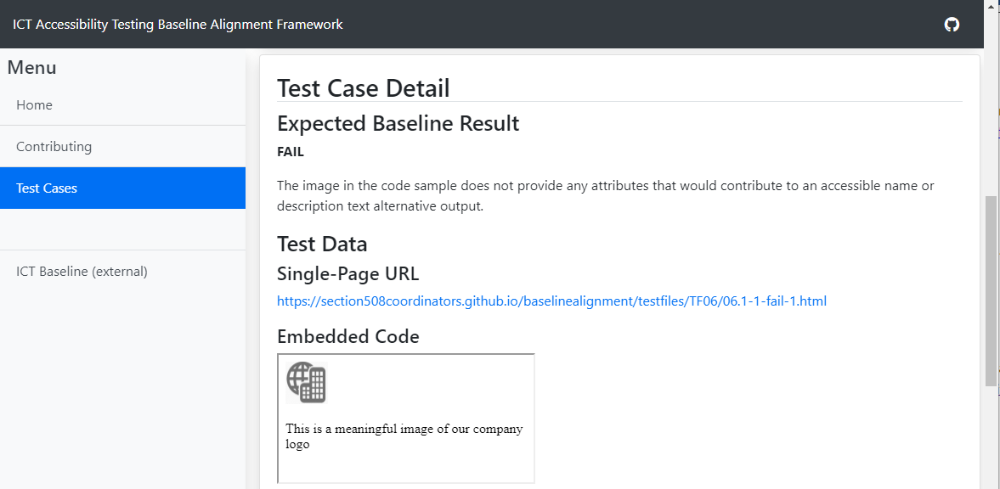 ICT Accessibility Testing Baseline Alignment Framework
Menu
Home
Contributing
Test Cases
ICT Baseline (external)
Test Case Detail
Expected Baseline Result
FAIL
The image in the code sample does not provide any attributes that would contribute to an accessible name or
description text alternative output.
Test Data
Single-Page URL
https://section508coordinators.github.io/baselinealignment/testfiles/TF06/06.1-1-fail-1.html
Embedded Code
This is a meaningful image of our company
logo